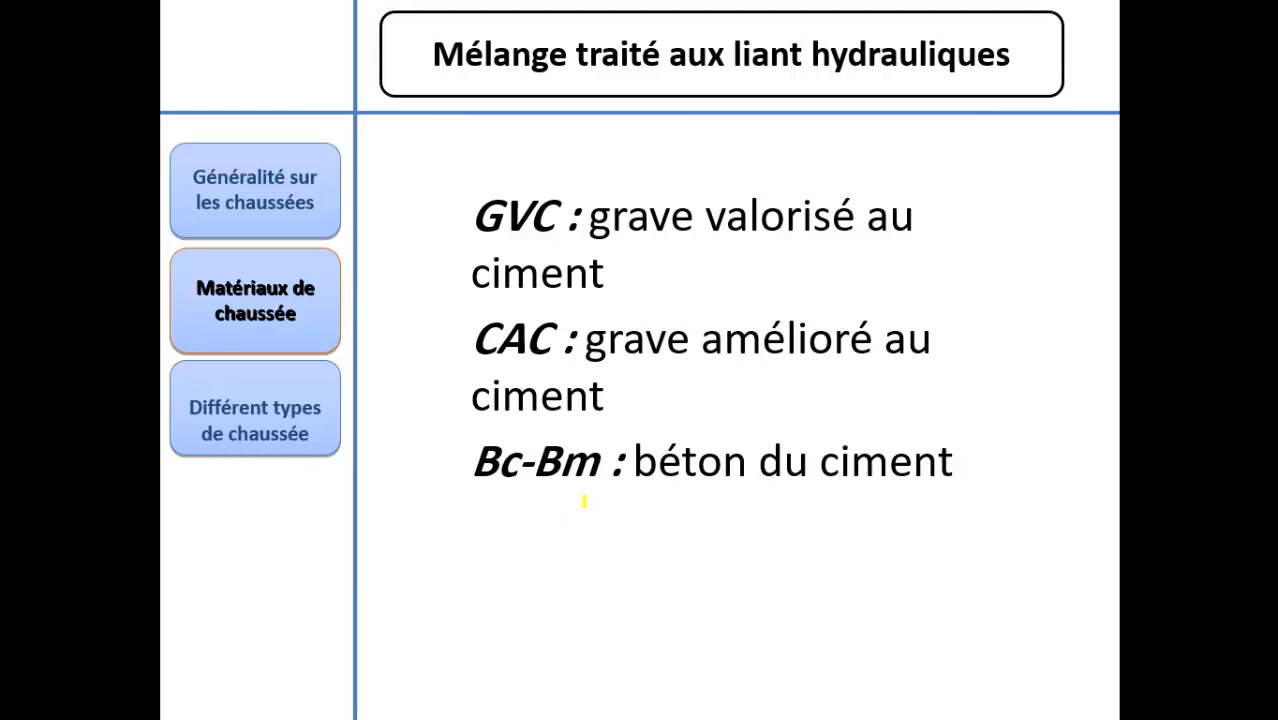 Mélange traité aux liant hydrauliques
Généralité sur
les chaussées
Matériaux de
chaussée
Différent types
de chaussée
GVC : grave valorisé au
ciment
CAC : grave amélioré au
ciment
Bc-Bm : béton du ciment